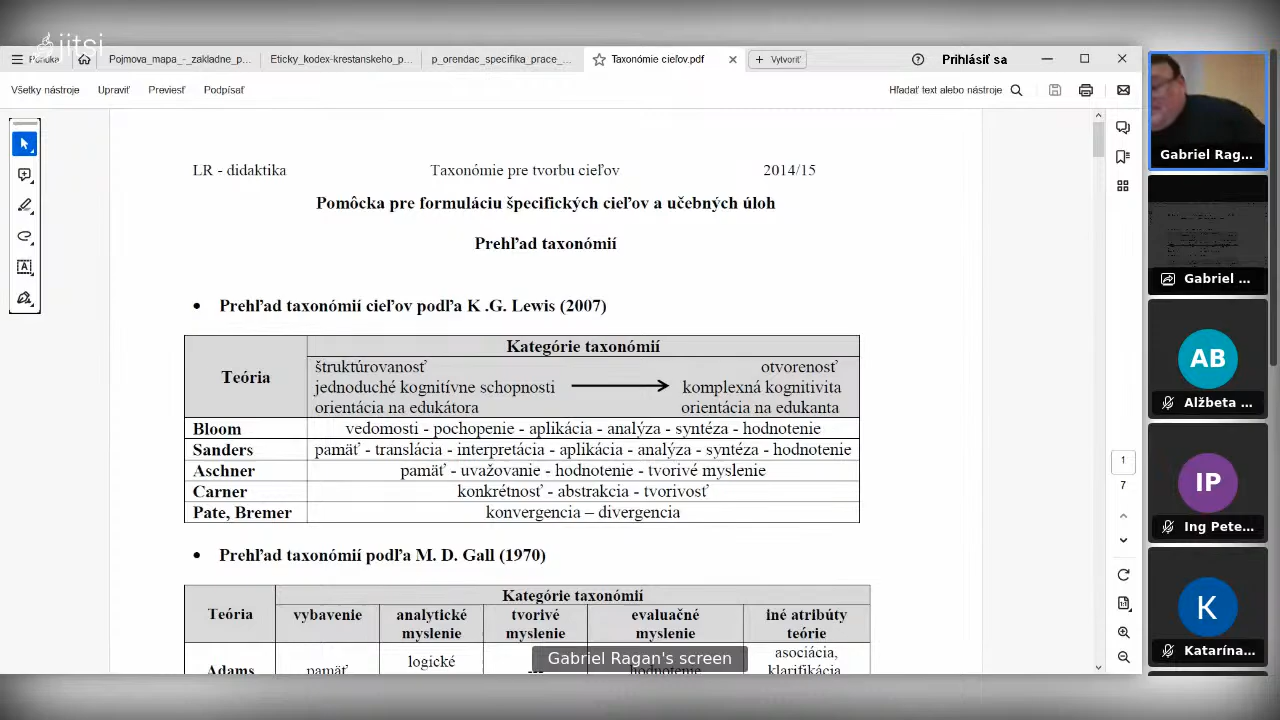 jitsi
Ponuka
Pojmova_mapa_-_zakladne_p...
Eticky_kodex-krestanskeho_p...
p_orendac_specifika_prace_...
Taxonómie cieľov.pdf
Vytvoriť
Prihlásiť sa
Všetky nástroje
Upraviť
Previesť
Podpísať
Hľadať text alebo nástroje
LR - didaktika Taxonómie pre tvorbu cieľov 2014/15
Pomôcka pre formuláciu špecifických cieľov a učebných úloh
Prehľad taxonómií
• Prehľad taxonómií cieľov podľa K .G. Lewis (2007)
Teória
Kategórie taxonómií
štruktúrovanosť otvorenosť
jednoduché kognitívne schopnosti komplexná kognitivita
orientácia na edukátora orientácia na edukanta
Bloom vedomosti - pochopenie - aplikácia - analýza - syntéza - hodnotenie
Sanders pamäť - translácia - interpretácia - aplikácia - analýza - syntéza - hodnotenie
Aschner pamäť - uvažovanie - hodnotenie - tvorivé myslenie
Carner konkrétnosť - abstrakcia - tvorivosť
Pate, Bremer konvergencia – divergencia
• Prehľad taxonómií podľa M. D. Gall (1970)
Teória
Kategórie taxonómií
vybavenie
analytické
myslenie
tvorivé
myslenie
evaluačné
myslenie
iné atribúty
teórie
Adams
pamäť
logické
---
hodnotenie
asociácia,
klarifikácia
Gabriel Ragan's screen
1
7
Gabriel Rag...
Gabriel ...
AB
Alžbeta ...
IP
Ing Pete...
K
Katarína...